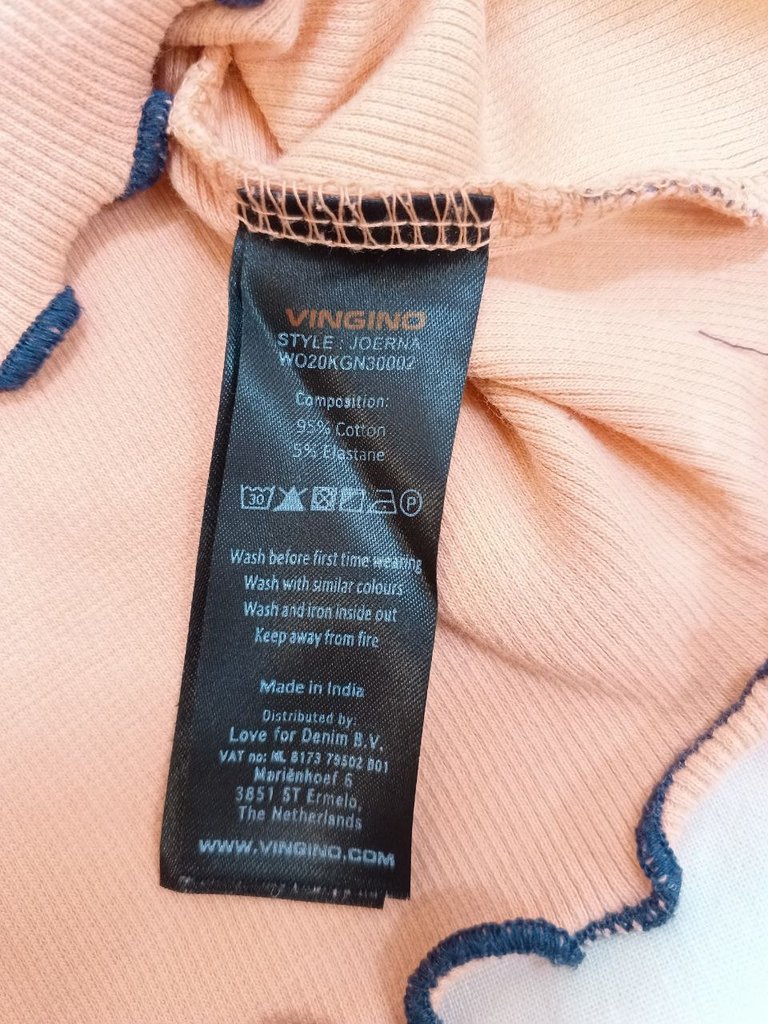 VINGINO
STYLE : JOERNA
WO20KGN30002
Composition:
95% Cotton
5% Elastane
30 P
Wash before first time wearing
Wash with similar colours
Wash and iron inside out
Keep away from fire
Made in India
Distributed by:
Love for Denim B.V.
VAT no: NL 8173 79502 B01
Mariënhoef 6
3851 ST Ermelo,
The Netherlands
WWW.VINGINO.COM